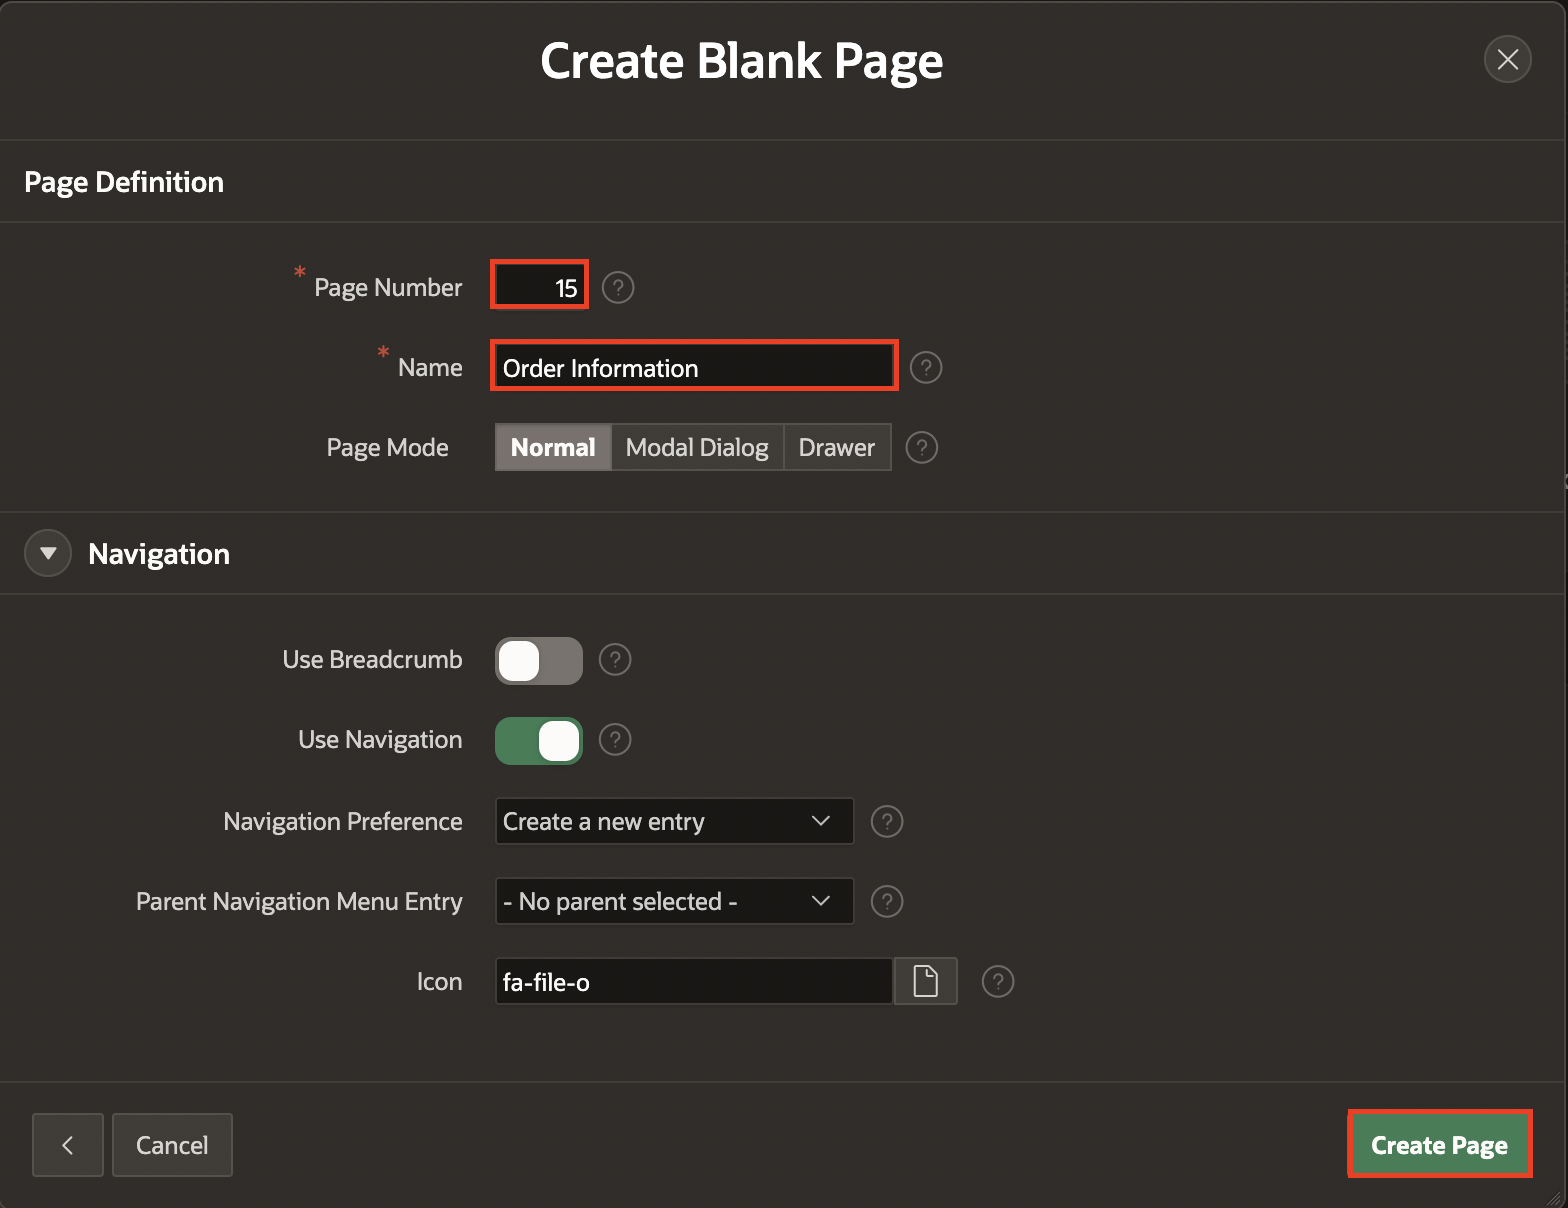 Create Blank Page
Page Definition
* Page Number 15 ?
* Name Order Information ?
Page Mode Normal Modal Dialog Drawer ?
Navigation
Use Breadcrumb ?
Use Navigation ?
Navigation Preference Create a new entry ?
Parent Navigation Menu Entry - No parent selected - ?
Icon fa-file-o ?
Cancel Create Page